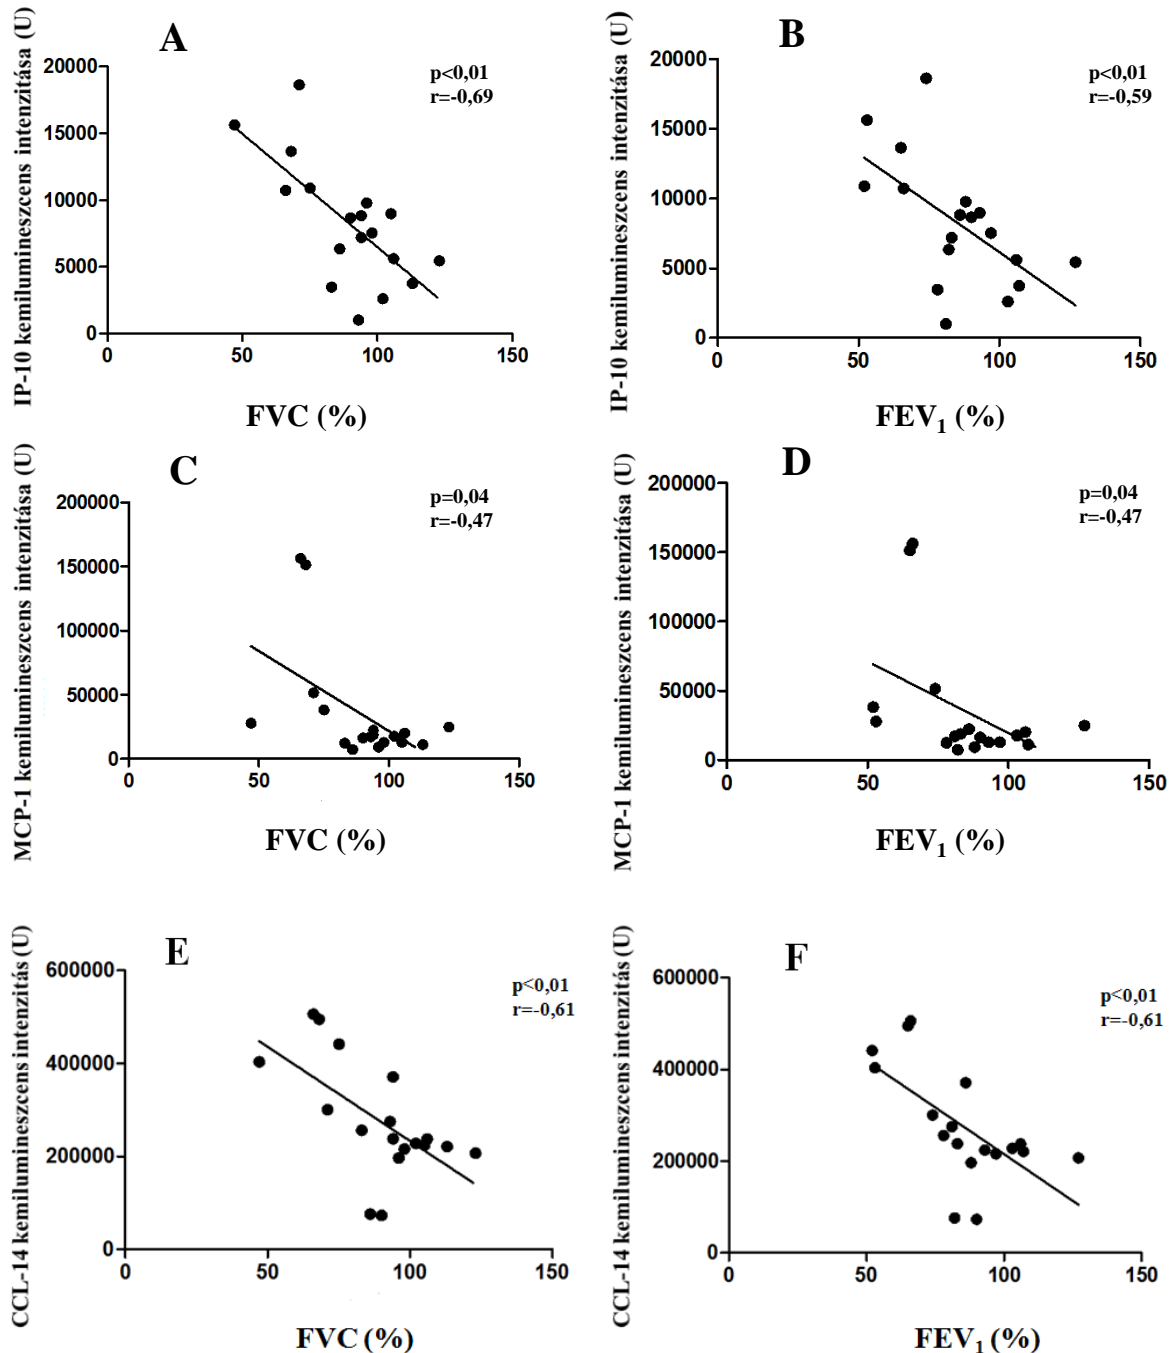 A
IP-10 kemilumineszcens intenzitása (U)
20000
15000
10000
5000
0
p<0,01
r=-0,69
0 50 100 150
FVC (%)
B
IP-10 kemilumineszcens intenzitása (U)
20000
15000
10000
5000
0
p<0,01
r=-0,59
0 50 100 150
FEV₁ (%)
C
MCP-1 kemilumineszcens intenzitása (U)
200000
150000
100000
50000
0
p=0,04
r=-0,47
0 50 100 150
FVC (%)
D
MCP-1 kemilumineszcens intenzitása (U)
200000
150000
100000
50000
0
p=0,04
r=-0,47
0 50 100 150
FEV₁ (%)
E
CCL-14 kemilumineszcens intenzitás (U)
600000
400000
200000
0
p<0,01
r=-0,61
0 50 100 150
FVC (%)
F
CCL-14 kemilumineszcens intenzitás (U)
600000
400000
200000
0
p<0,01
r=-0,61
0 50 100 150
FEV₁ (%)